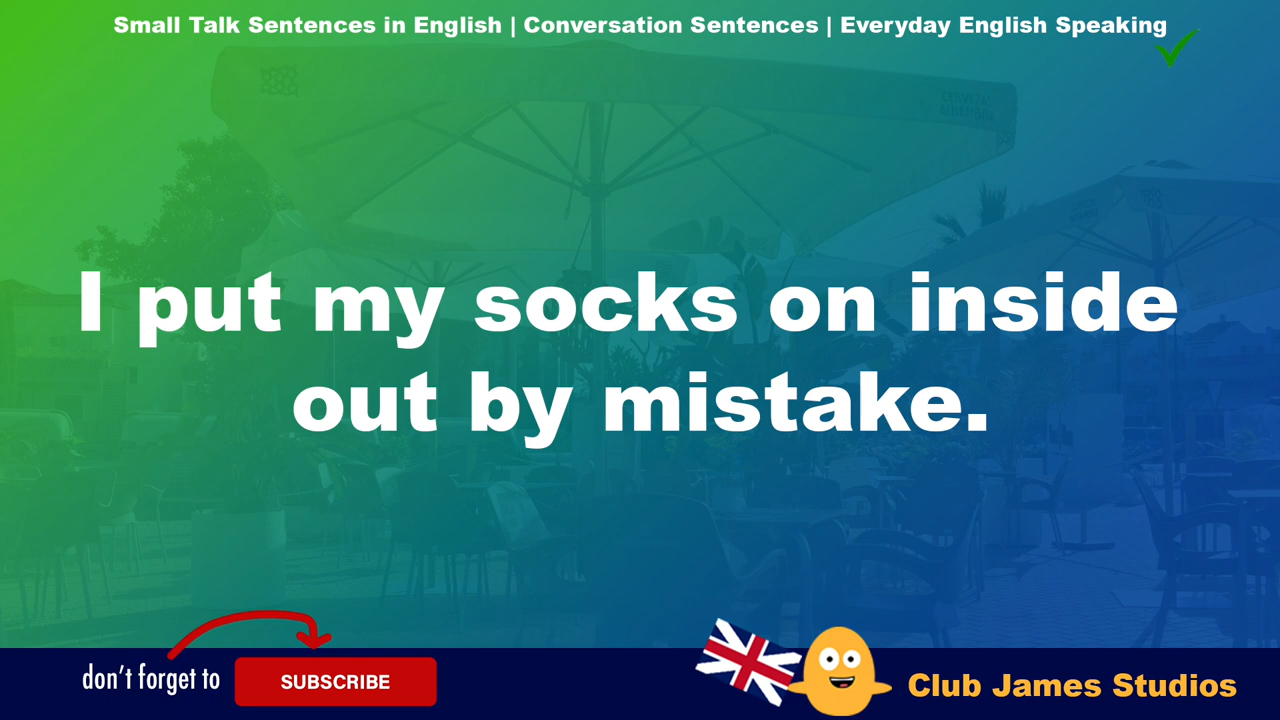 Small Talk Sentences in English | Conversation Sentences | Everyday English Speaking
I put my socks on inside
out by mistake.
don't forget to
SUBSCRIBE
Club James Studios